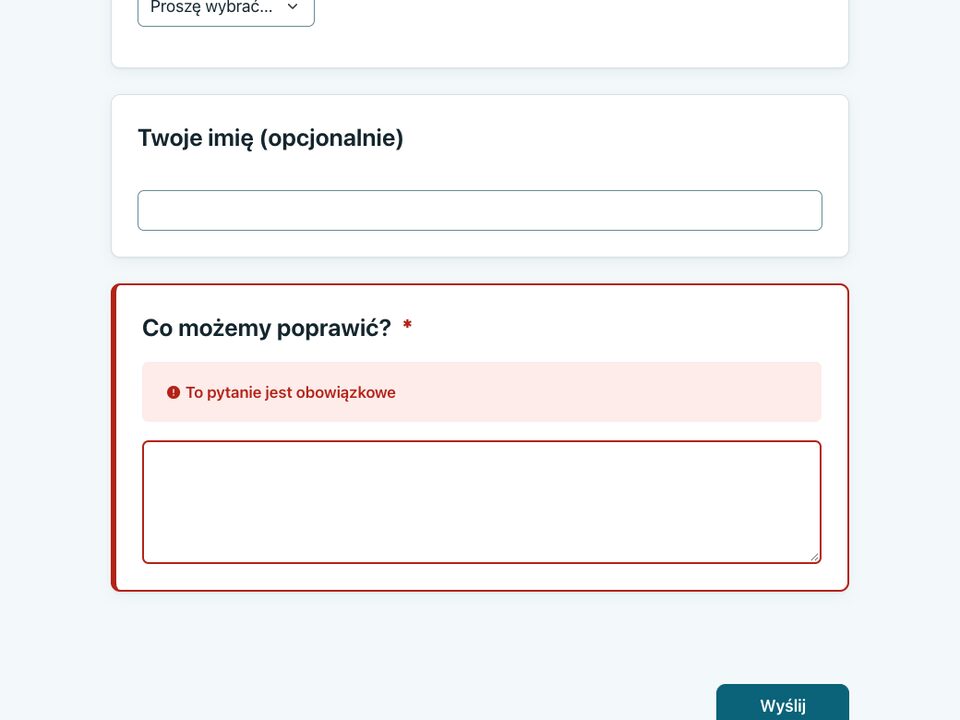 Proszę wybrać...
Twoje imię (opcjonalnie)
Co możemy poprawić? *
To pytanie jest obowiązkowe
Wyślij